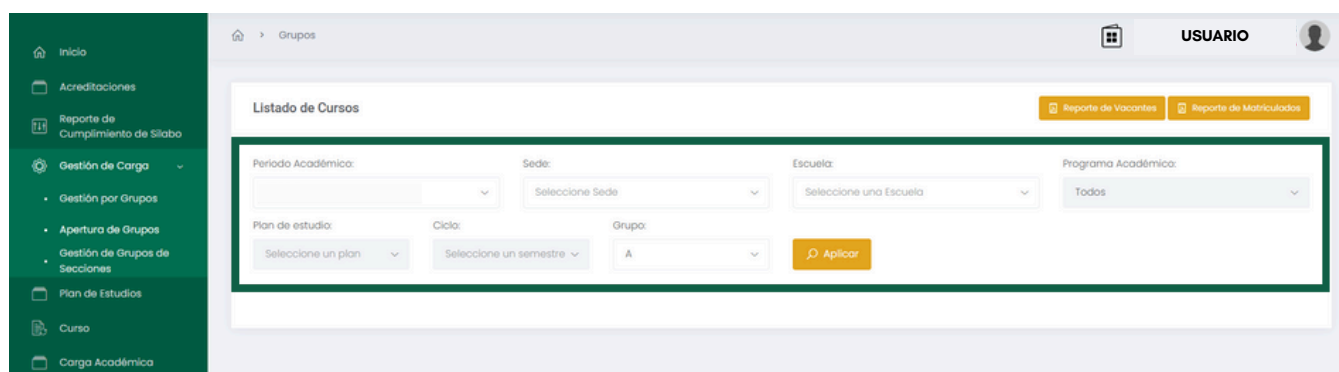 Inicio
Acreditaciones
Reporte de
Cumplimiento de Sílabo
Gestión de Carga
Gestión por Grupos
Apertura de Grupos
Gestión de Grupos de
Secciones
Plan de Estudios
Curso
Carga Académica
> Grupos
USUARIO
Listado de Cursos
Reporte de Vacantes
Reporte de Matriculados
Periodo Académico:
Sede:
Escuela:
Programa Académico:
Seleccione Sede
Seleccione una Escuela
Todos
Plan de estudio:
Ciclo:
Grupo:
Seleccione un plan
Seleccione un semestre
A
Aplicar